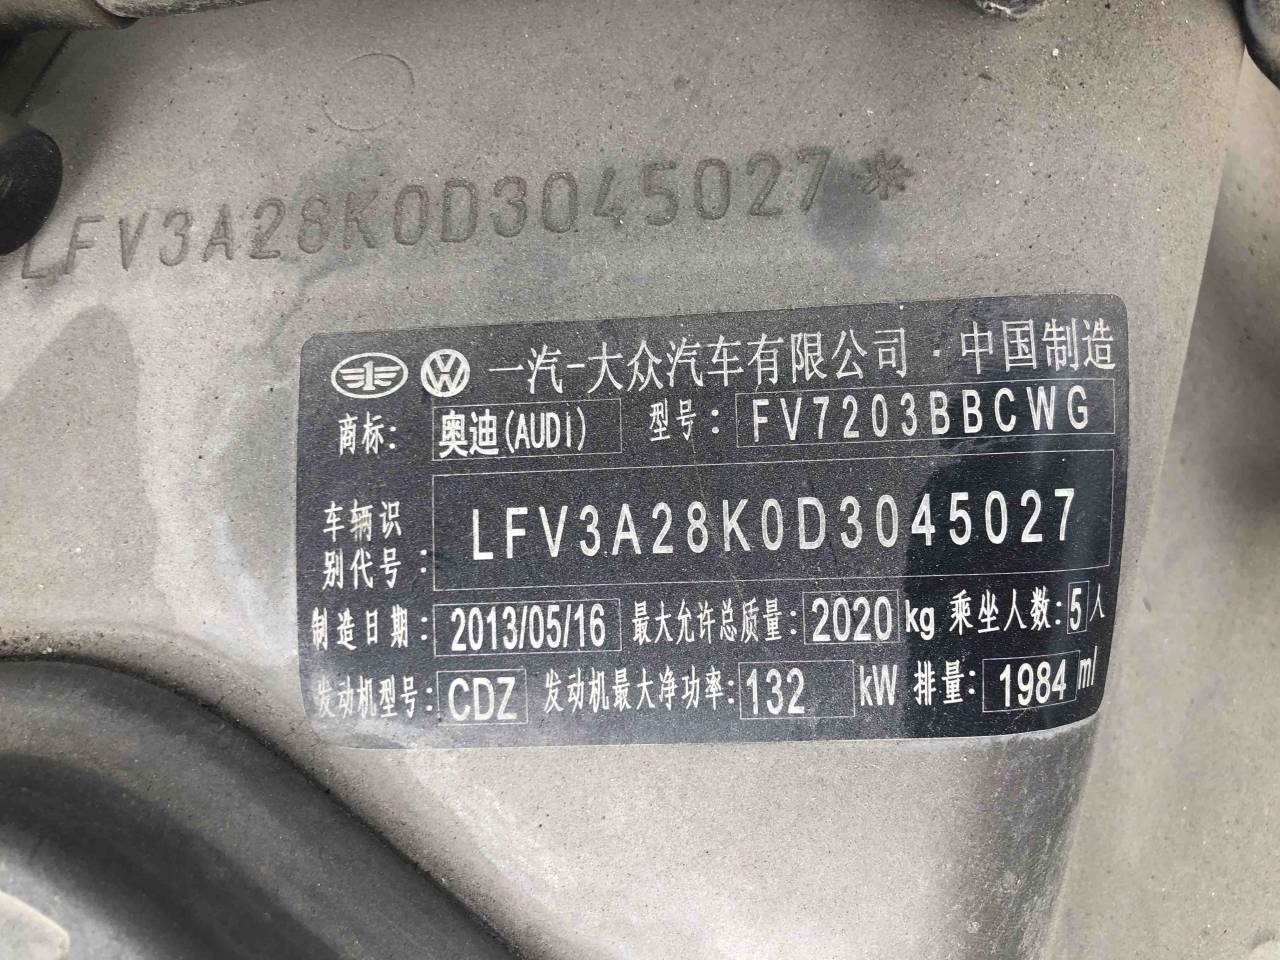 LFV3A28K0D3045027*
一汽-大众汽车有限公司·中国制造
商标: 奥迪(AUDI) 型号: FV7203BBCWG
车辆识别代号: LFV3A28K0D3045027
制造日期: 2013/05/16 最大允许总质量: 2020 kg 乘坐人数: 5 人
发动机型号: CDZ 发动机最大净功率: 132 kW 排量: 1984 ml